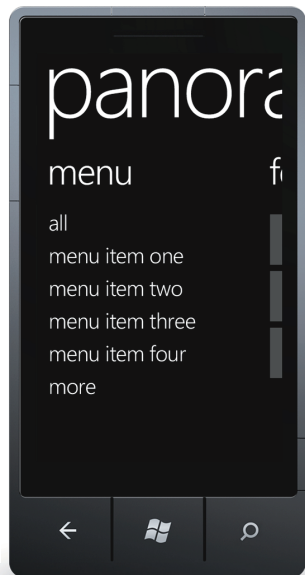 panora
menu
all
menu item one
menu item two
menu item three
menu item four
more